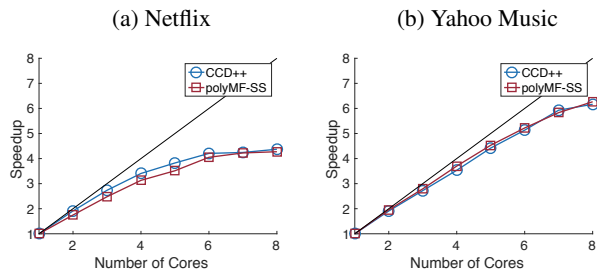 (a) Netflix
8
7
6
5
4
3
2
1
2
4
6
8
Speedup
Number of Cores
CCD++
polyMF-SS
(b) Yahoo Music
8
7
6
5
4
3
2
1
2
4
6
8
Speedup
Number of Cores
CCD++
polyMF-SS